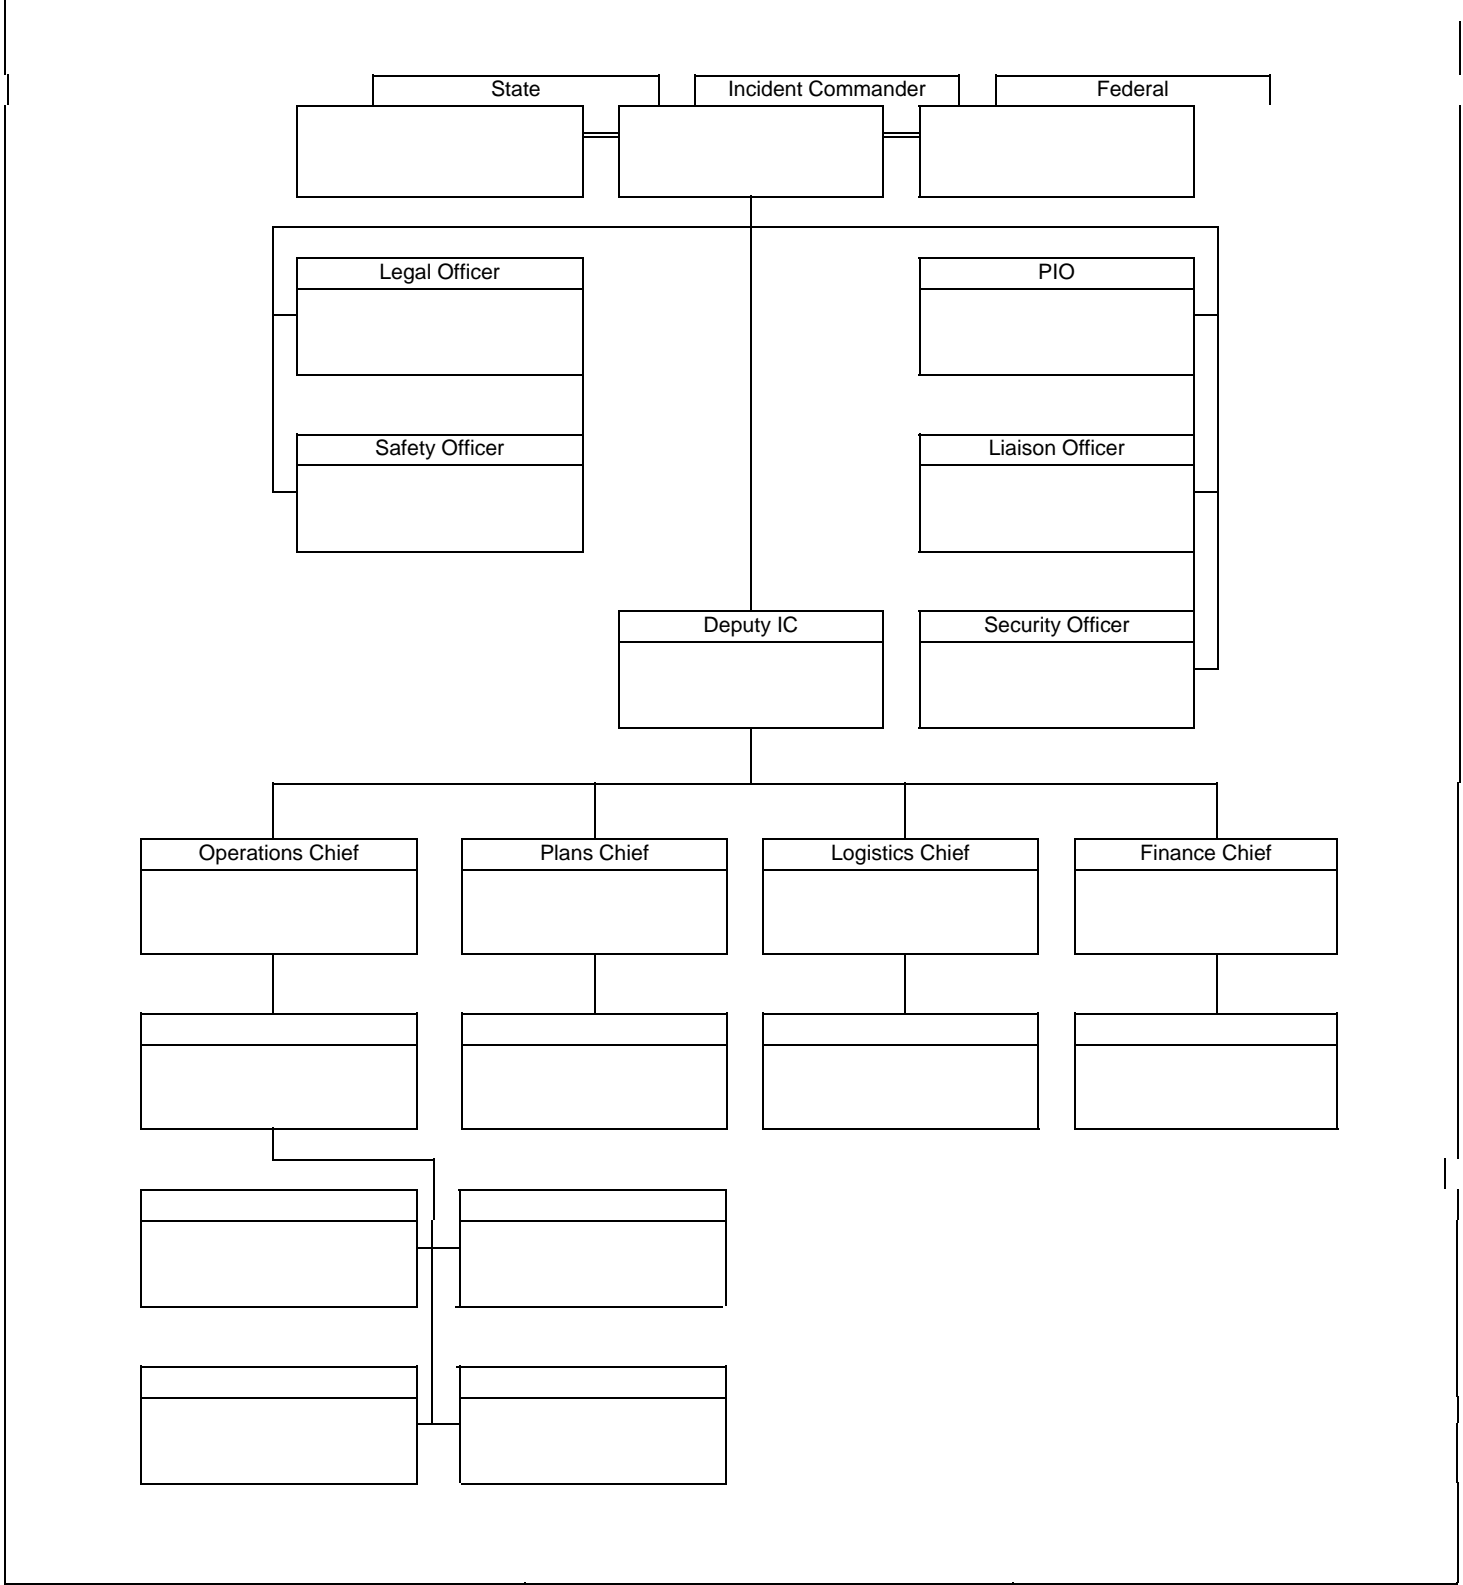 State
Incident Commander
Federal
Legal Officer
PIO
Safety Officer
Liaison Officer
Deputy IC
Security Officer
Operations Chief
Plans Chief
Logistics Chief
Finance Chief